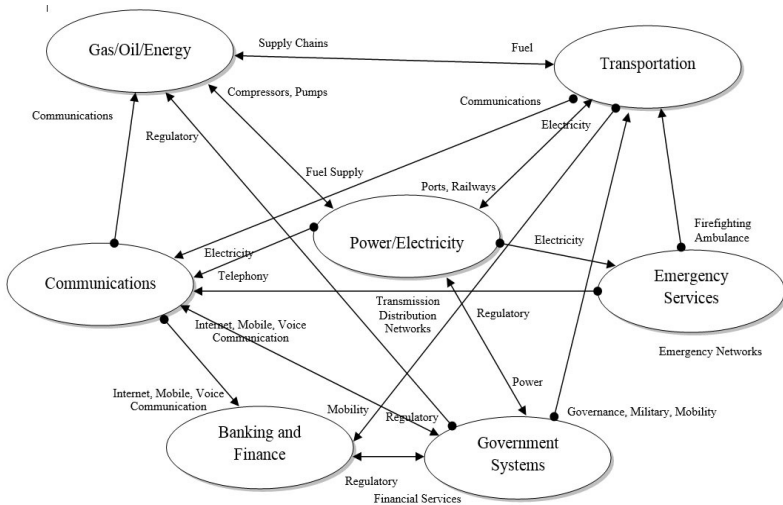 Supply Chains
Fuel
Gas/Oil/Energy
Transportation
Compressors, Pumps
Communications
Communications
Regulatory
Electricity
Fuel Supply
Ports, Railways
Firefighting
Ambulance
Power/Electricity
Electricity
Electricity
Communications
Telephony
Emergency
Services
Transmission
Distribution
Networks
Regulatory
Internet, Mobile, Voice
Communication
Emergency Networks
Power
Internet, Mobile, Voice
Communication
Mobility
Regulatory
Governance, Military, Mobility
Banking and
Finance
Government
Systems
Regulatory
Financial Services